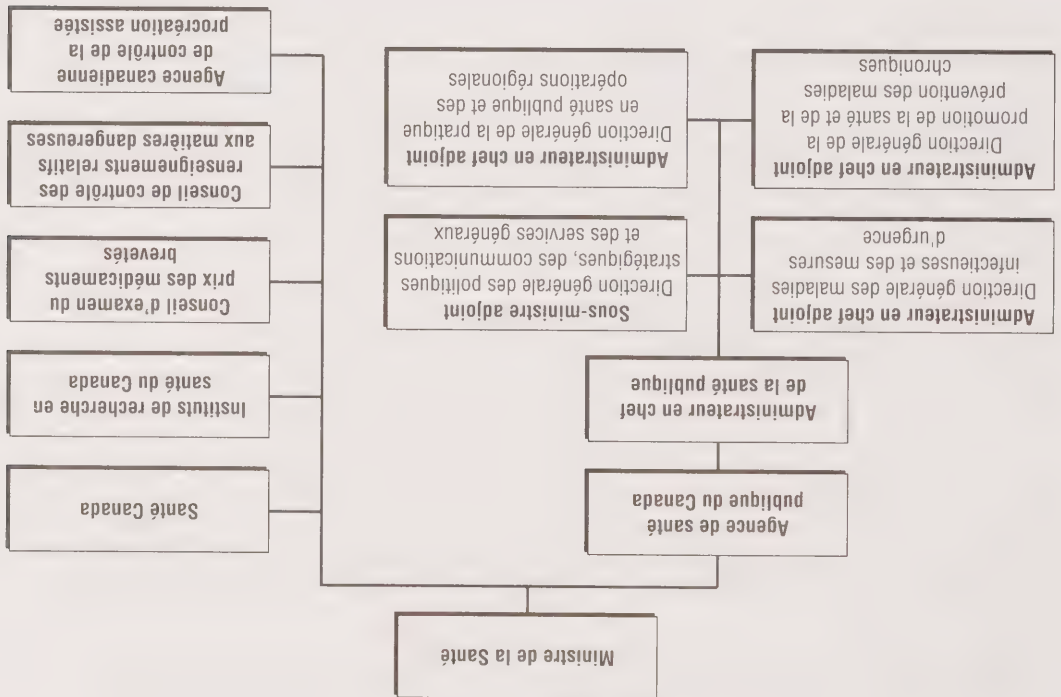 Ministre de la Santé
Agence de santé
publique du Canada
Administrateur en chef
de la santé publique
Administrateur en chef adjoint
Direction générale des maladies
infectieuses et des mesures
d'urgence
Sous-ministre adjoint
Direction générale des politiques
stratégiques, des communications
et des services généraux
Administrateur en chef adjoint
Direction générale de la
promotion de la santé et de la
prévention des maladies
chroniques
Administrateur en chef adjoint
Direction générale de la pratique
en santé publique et des
opérations régionales
Santé Canada
Instituts de recherche en
santé du Canada
Conseil d'examen du
prix des médicaments
brevetés
Conseil de contrôle des
renseignements relatifs
aux matières dangereuses
Agence canadienne
de contrôle de la
procréation assistée